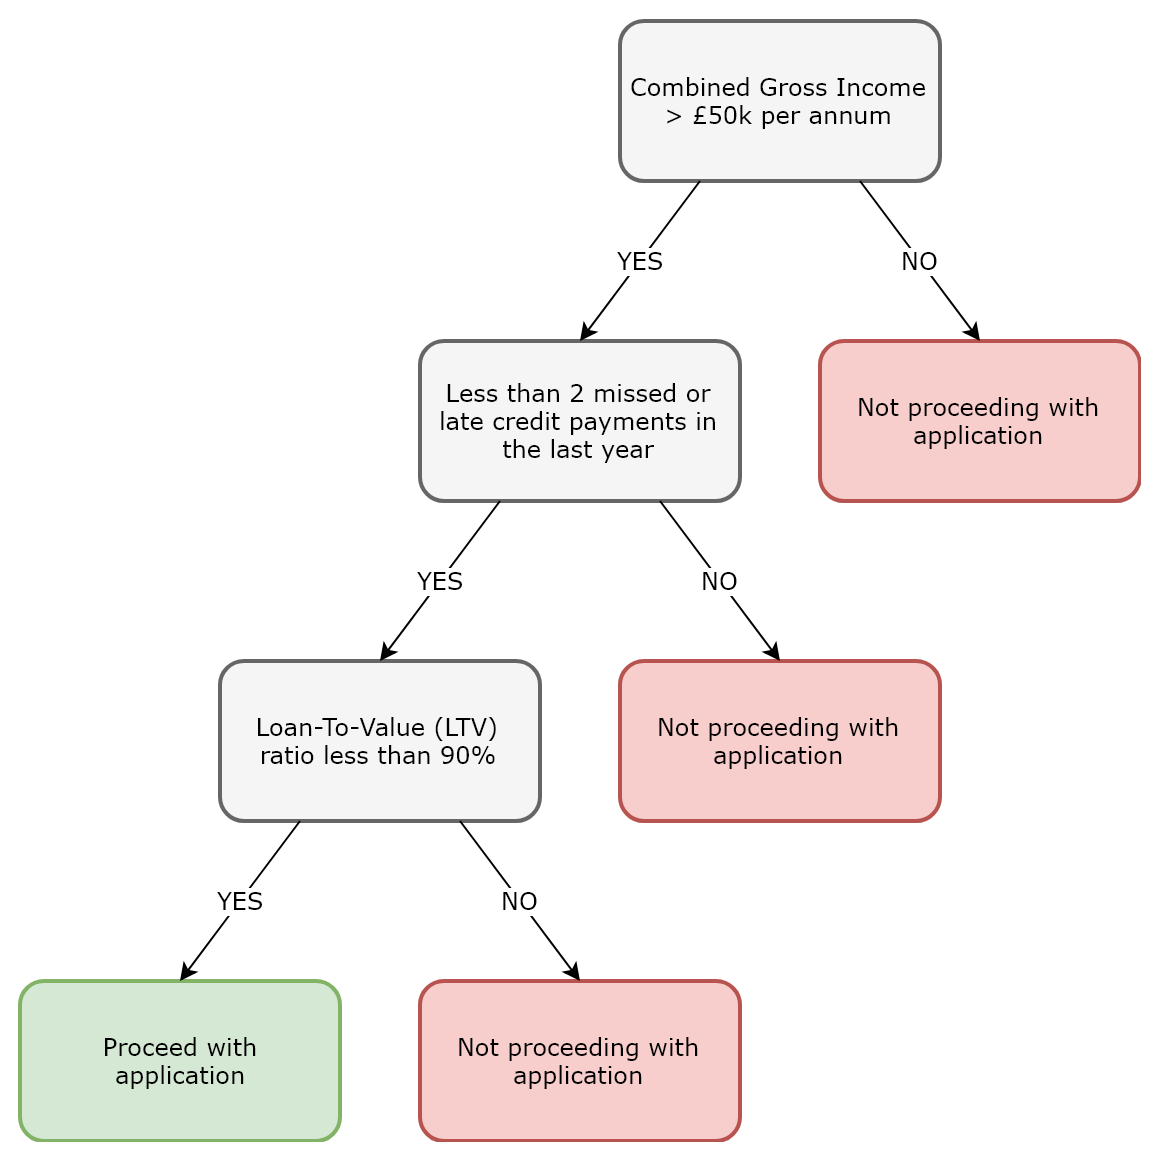 Combined Gross Income
> £50k per annum
YES
NO
Less than 2 missed or
late credit payments in
the last year
Not proceeding with
application
YES
NO
Loan-To-Value (LTV)
ratio less than 90%
Not proceeding with
application
YES
NO
Proceed with
application
Not proceeding with
application